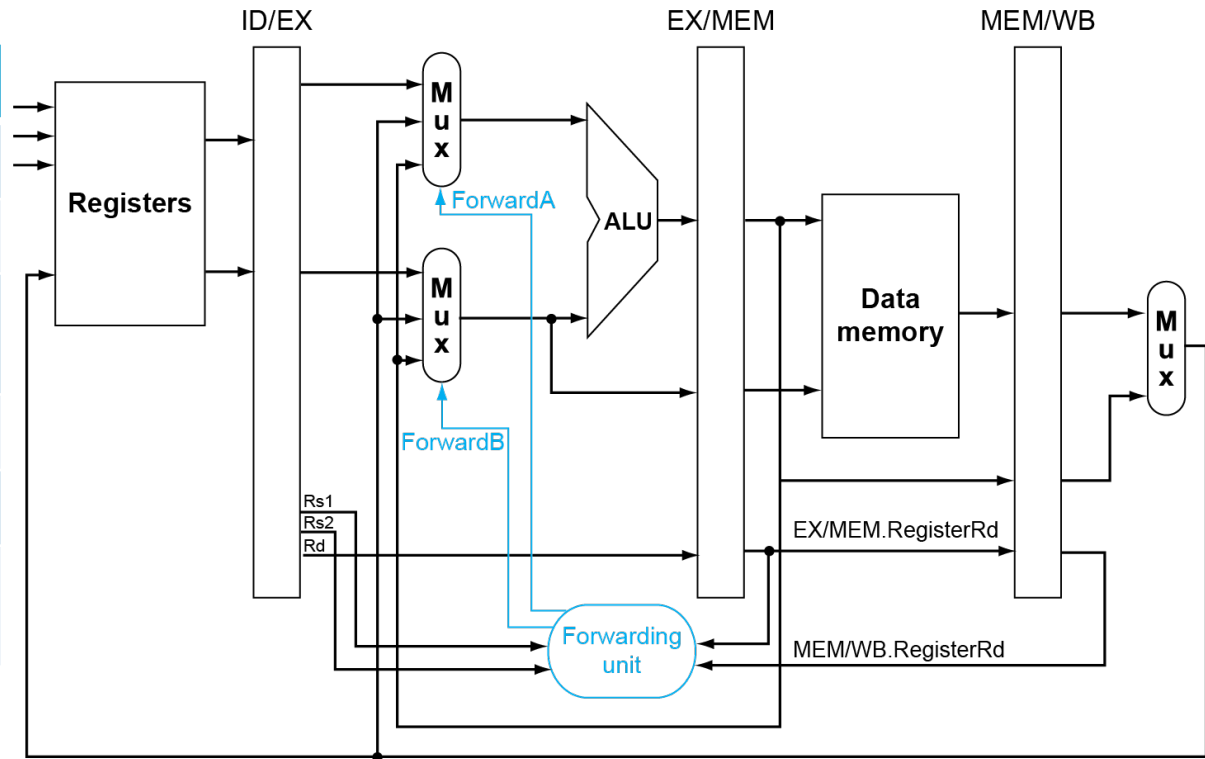 ID/EX
EX/MEM
MEM/WB
Registers
M
u
x
ForwardA
M
u
x
ForwardB
ALU
Data
memory
M
u
x
Rs1
Rs2
Rd
EX/MEM.RegisterRd
Forwarding
unit
MEM/WB.RegisterRd